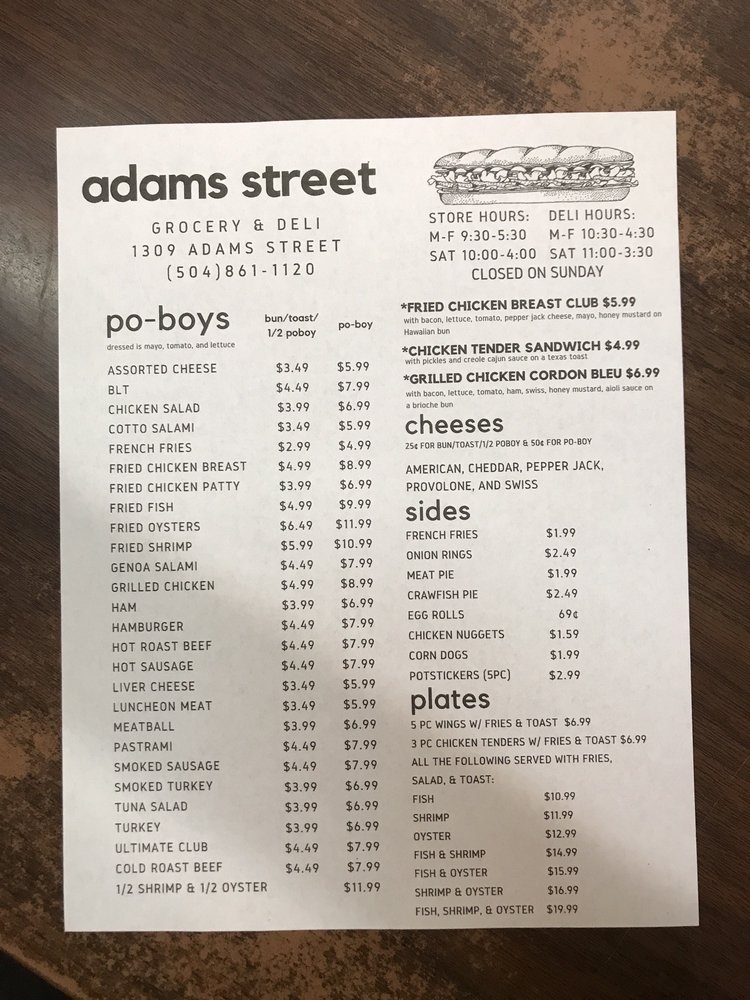 adams street
GROCERY & DELI
1309 ADAMS STREET
(504)861-1120
STORE HOURS: DELI HOURS:
M-F 9:30-5:30 M-F 10:30-4:30
SAT 10:00-4:00 SAT 11:00-3:30
CLOSED ON SUNDAY
po-boys
dressed is mayo, tomato, and lettuce
bun/toast/
1/2 poboy
po-boy
ASSORTED CHEESE $3.49 $5.99
BLT $4.49 $7.99
CHICKEN SALAD $3.99 $6.99
COTTO SALAMI $3.49 $5.99
FRENCH FRIES $2.99 $4.99
FRIED CHICKEN BREAST $4.99 $8.99
FRIED CHICKEN PATTY $3.99 $6.99
FRIED FISH $4.99 $9.99
FRIED OYSTERS $6.49 $11.99
FRIED SHRIMP $5.99 $10.99
GENOA SALAMI $4.49 $7.99
GRILLED CHICKEN $4.99 $8.99
HAM $3.99 $6.99
HAMBURGER $4.49 $7.99
HOT ROAST BEEF $4.49 $7.99
HOT SAUSAGE $4.49 $7.99
LIVER CHEESE $3.49 $5.99
LUNCHEON MEAT $3.49 $5.99
MEATBALL $3.99 $6.99
PASTRAMI $4.49 $7.99
SMOKED SAUSAGE $4.49 $7.99
SMOKED TURKEY $3.99 $6.99
TUNA SALAD $3.99 $6.99
TURKEY $3.99 $6.99
ULTIMATE CLUB $4.49 $7.99
COLD ROAST BEEF $4.49 $7.99
1/2 SHRIMP & 1/2 OYSTER $11.99
*FRIED CHICKEN BREAST CLUB $5.99
with bacon, lettuce, tomato, pepper jack cheese, mayo, honey mustard on
Hawaiian bun
*CHICKEN TENDER SANDWICH $4.99
with pickles and creole cajun sauce on a texas toast
*GRILLED CHICKEN CORDON BLEU $6.99
with bacon, lettuce, tomato, ham, swiss, honey mustard, aioli sauce on
a brioche bun
cheeses
25¢ FOR BUN/TOAST/1/2 POBOY & 50¢ FOR PO-BOY
AMERICAN, CHEDDAR, PEPPER JACK,
PROVOLONE, AND SWISS
sides
FRENCH FRIES $1.99
ONION RINGS $2.49
MEAT PIE $1.99
CRAWFISH PIE $2.49
EGG ROLLS 69¢
CHICKEN NUGGETS $1.59
CORN DOGS $1.99
POTSTICKERS (5PC) $2.99
plates
5 PC WINGS W/ FRIES & TOAST $6.99
3 PC CHICKEN TENDERS W/ FRIES & TOAST $6.99
ALL THE FOLLOWING SERVED WITH FRIES,
SALAD, & TOAST:
FISH $10.99
SHRIMP $11.99
OYSTER $12.99
FISH & SHRIMP $14.99
FISH & OYSTER $15.99
SHRIMP & OYSTER $16.99
FISH, SHRIMP, & OYSTER $19.99